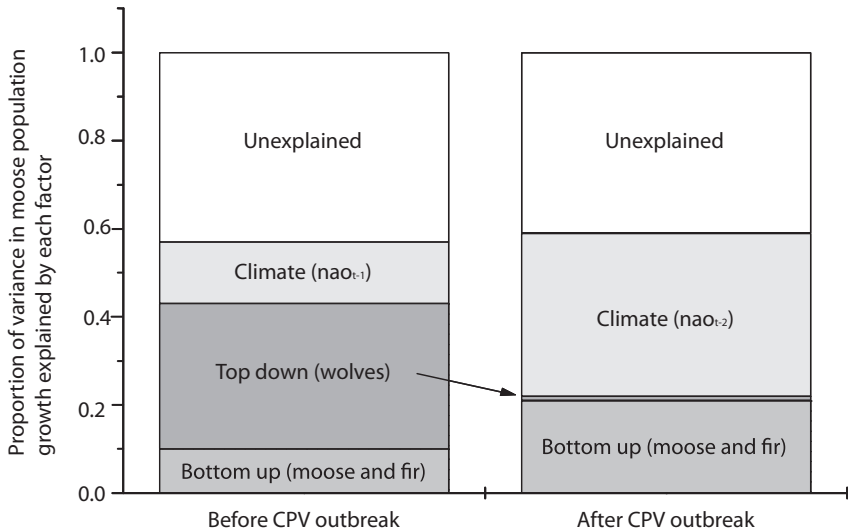 Proportion of variance in moose population
growth explained by each factor
1.0
0.8
0.6
0.4
0.2
0.0
Unexplained
Climate (naot-1)
Top down (wolves)
Bottom up (moose and fir)
Before CPV outbreak
Unexplained
Climate (naot-2)
Bottom up (moose and fir)
After CPV outbreak